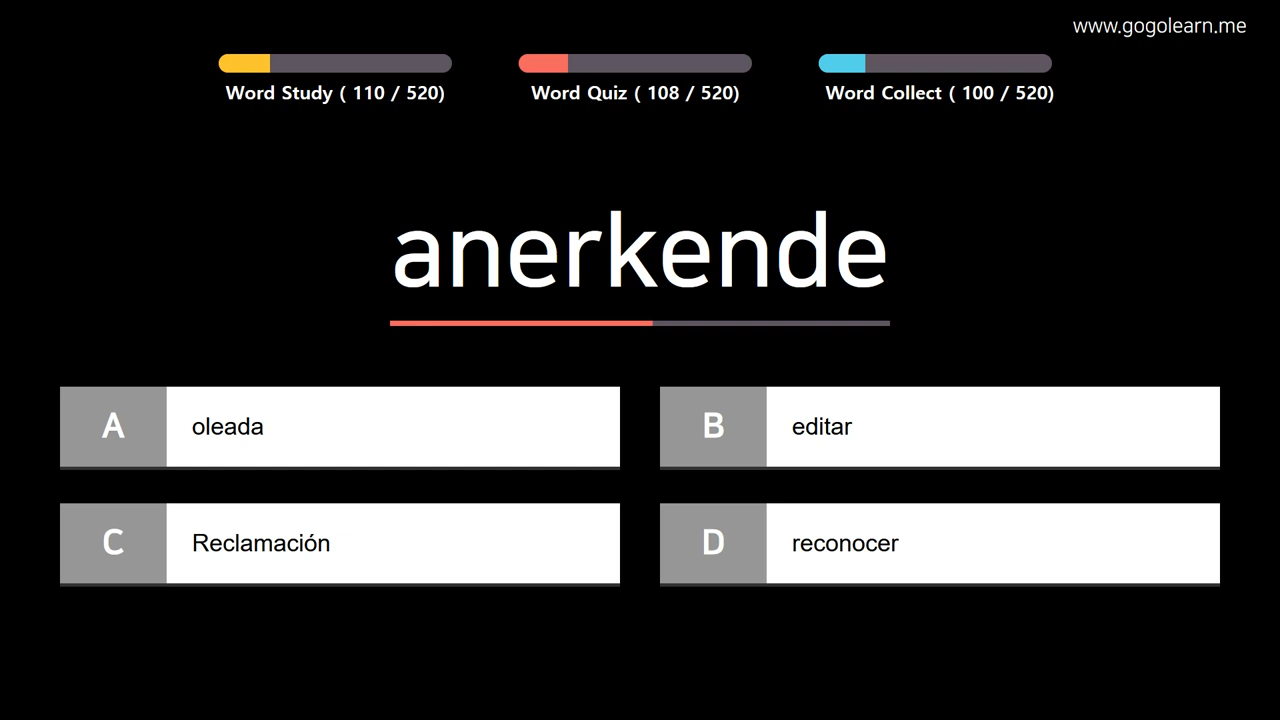 www.gogolearn.me
Word Study ( 110 / 520)
Word Quiz ( 108 / 520)
Word Collect ( 100 / 520)
anerkende
A oleada
B editar
C Reclamación
D reconocer